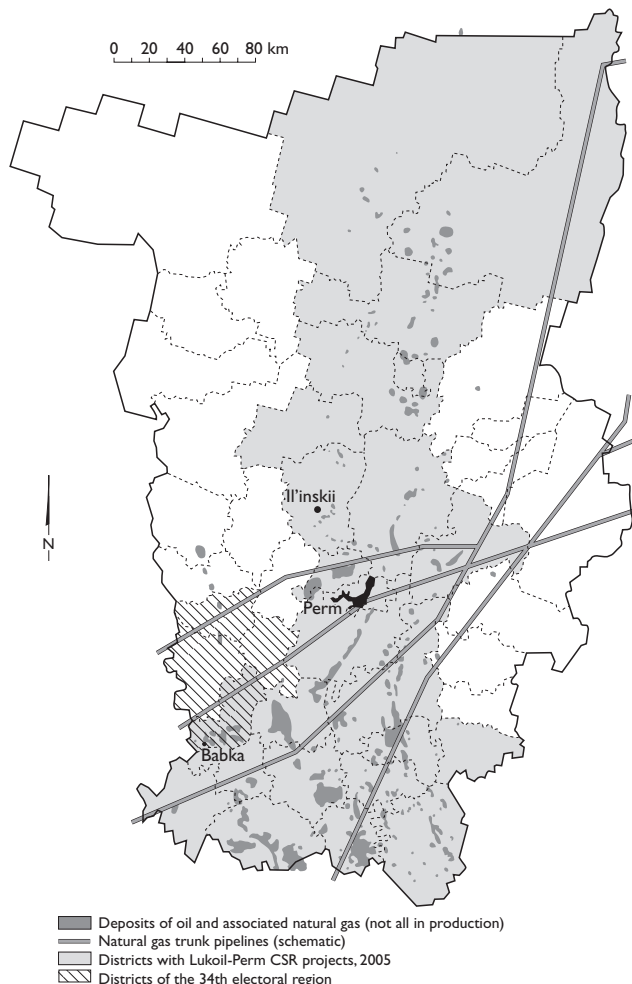 0 20 40 60 80 km
Il'inskii
N
Perm
Babka
Deposits of oil and associated natural gas (not all in production)
Natural gas trunk pipelines (schematic)
Districts with Lukoil-Perm CSR projects, 2005
Districts of the 34th electoral region